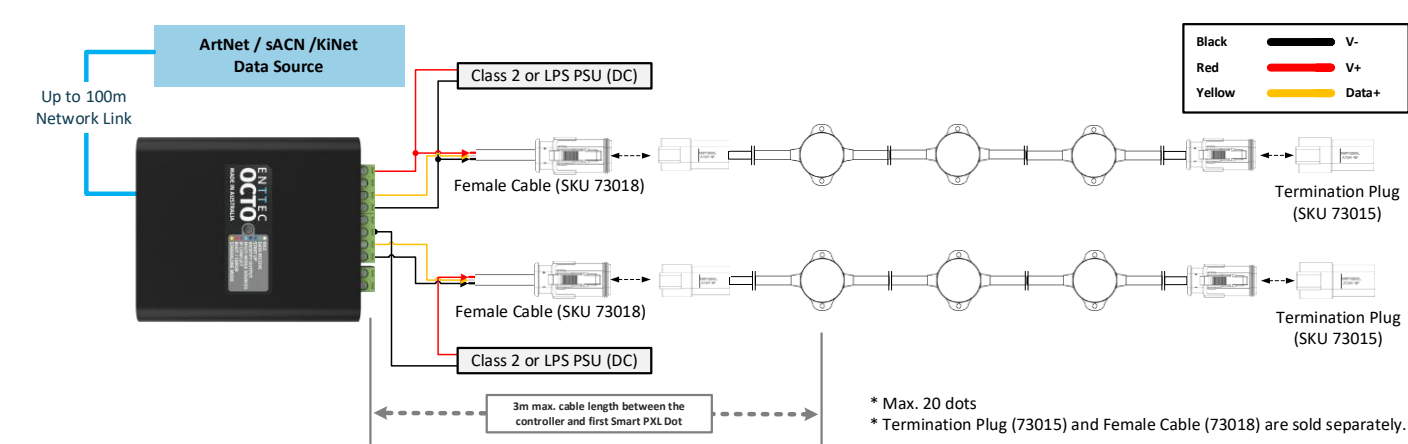 ArtNet / sACN /KiNet
Data Source
Up to 100m
Network Link
Class 2 or LPS PSU (DC)
Black V-
Red V+
Yellow Data+
ENTTEC
OCTO
MADE IN AUSTRALIA
Female Cable (SKU 73018)
Termination Plug
(SKU 73015)
Female Cable (SKU 73018)
Termination Plug
(SKU 73015)
Class 2 or LPS PSU (DC)
3m max. cable length between the
controller and first Smart PXL Dot
* Max. 20 dots
* Termination Plug (73015) and Female Cable (73018) are sold separately.